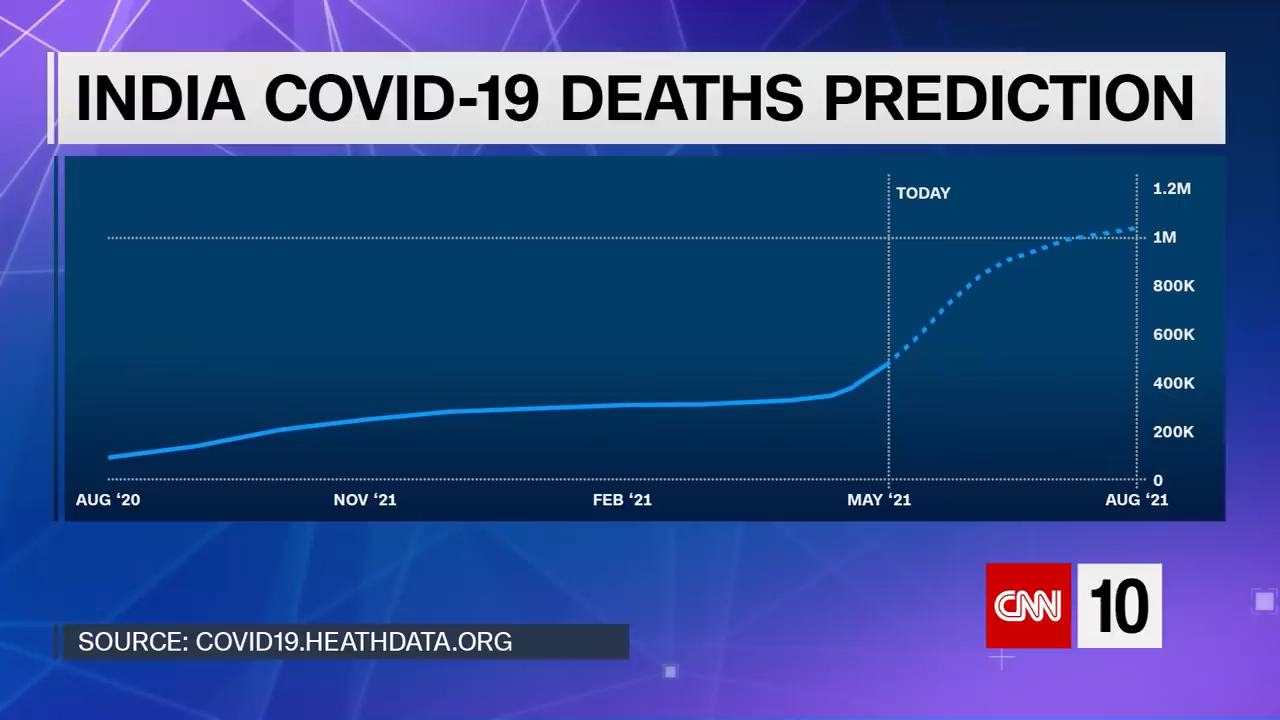 INDIA COVID-19 DEATHS PREDICTION
TODAY
1.2M
1M
800K
600K
400K
200K
0
AUG ‘20 NOV ‘21 FEB ‘21 MAY ‘21 AUG ‘21
CNN 10
SOURCE: COVID19.HEATHDATA.ORG